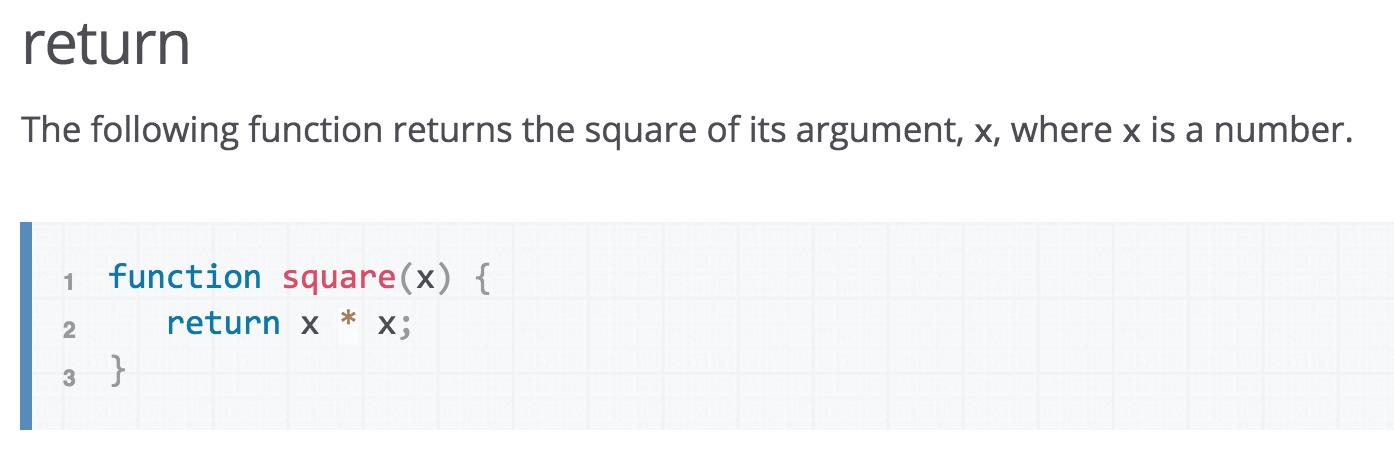 return
The following function returns the square of its argument, x, where x is a number.
1 function square(x) {
2 return x * x;
3 }